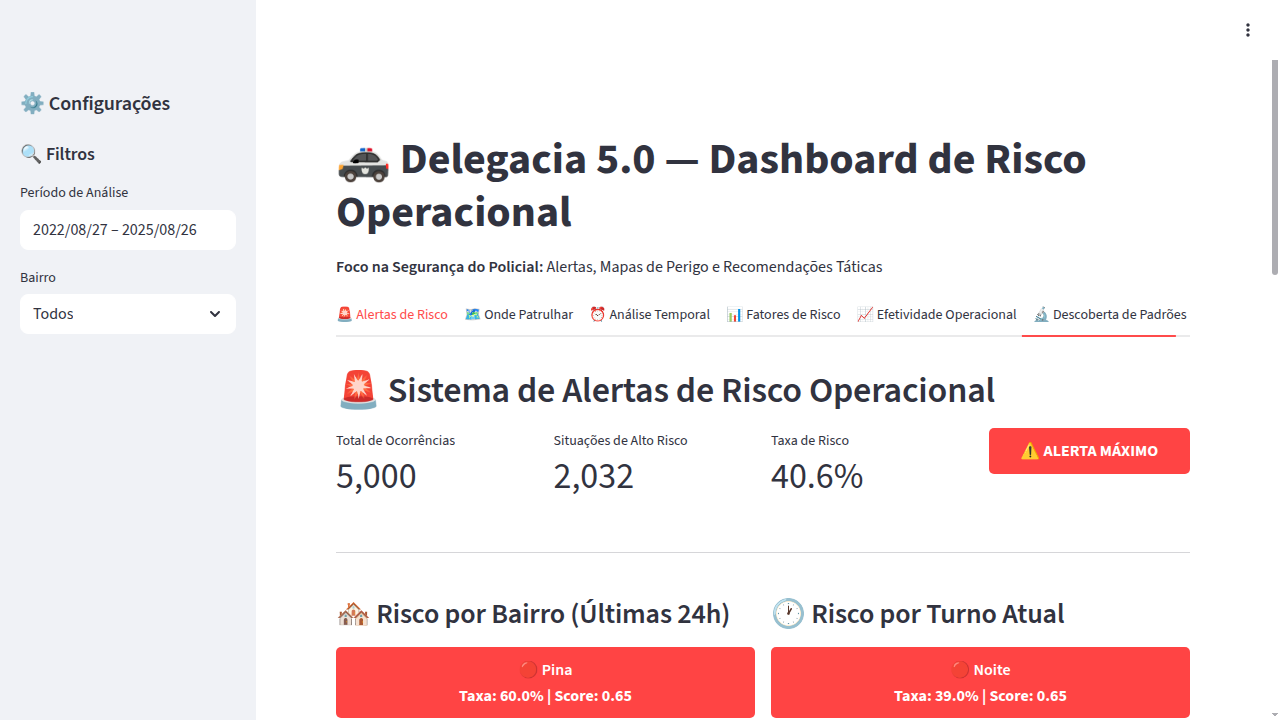 Configurações
Filtros
Período de Análise
2022/08/27 – 2025/08/26
Bairro
Todos
Delegacia 5.0 — Dashboard de Risco
Operacional
Foco na Segurança do Policial: Alertas, Mapas de Perigo e Recomendações Táticas
Alertas de Risco Onde Patrulhar Análise Temporal Fatores de Risco Efetividade Operacional Descoberta de Padrões
Sistema de Alertas de Risco Operacional
Total de Ocorrências Situações de Alto Risco Taxa de Risco
5,000 2,032 40.6%
ALERTA MÁXIMO
Risco por Bairro (Últimas 24h)
Pina
Taxa: 60.0% | Score: 0.65
Risco por Turno Atual
Noite
Taxa: 39.0% | Score: 0.65